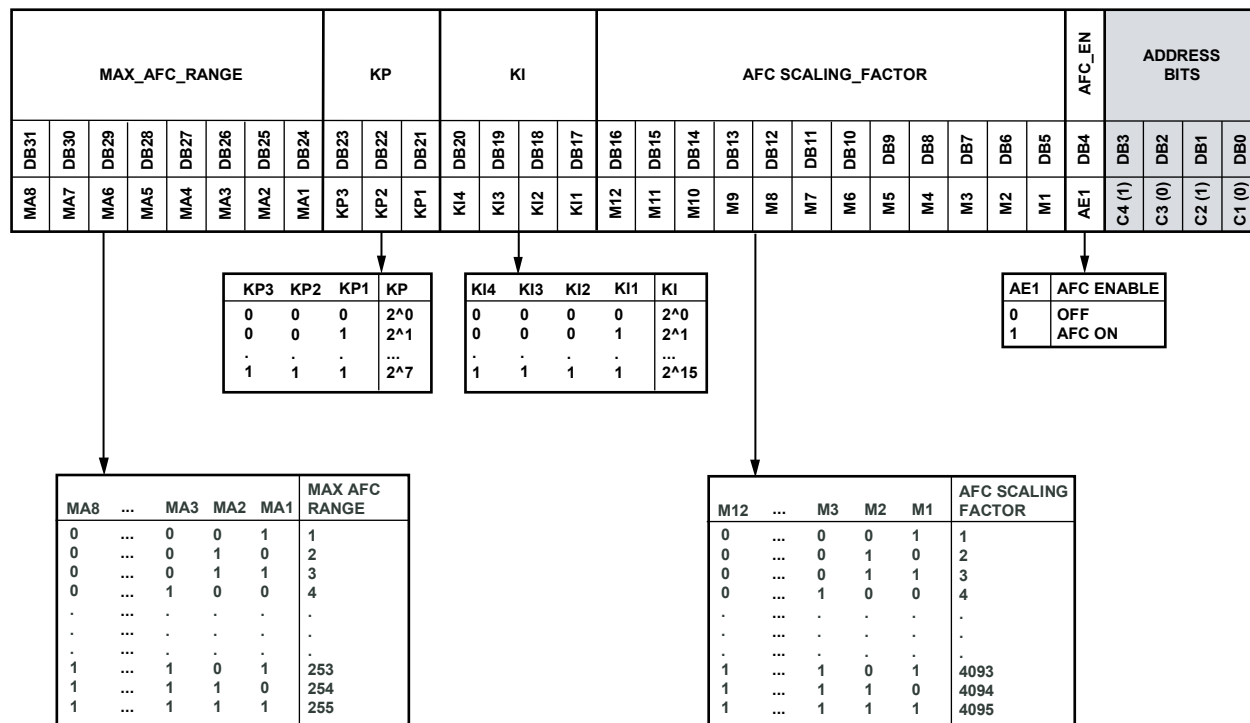 MAX_AFC_RANGE KP KI AFC SCALING_FACTOR AFC_EN ADDRESS
BITS
DB31 DB30 DB29 DB28 DB27 DB26 DB25 DB24 DB23 DB22 DB21 DB20 DB19 DB18 DB17 DB16 DB15 DB14 DB13 DB12 DB11 DB10 DB9 DB8 DB7 DB6 DB5 DB4 DB3 DB2 DB1 DB0
MA8 MA7 MA6 MA5 MA4 MA3 MA2 MA1 KP3 KP2 KP1 KI4 KI3 KI2 KI1 M12 M11 M10 M9 M8 M7 M6 M5 M4 M3 M2 M1 AE1 C4 (1) C3 (0) C2 (1) C1 (0)
KP3 KP2 KP1 KP
0 0 0 2^0
0 0 1 2^1
. . . ...
1 1 1 2^7
KI4 KI3 KI2 KI1 KI
0 0 0 0 2^0
0 0 0 1 2^1
. . . . ...
1 1 1 1 2^15
AE1 AFC ENABLE
0 OFF
1 AFC ON
MAX AFC
MA8 ... MA3 MA2 MA1 RANGE
0 ... 0 0 1 1
0 ... 0 1 0 2
0 ... 0 1 1 3
0 ... 1 0 0 4
. ... . . . .
. ... . . . .
. ... . . . .
1 ... 1 0 1 253
1 ... 1 1 0 254
1 ... 1 1 1 255
AFC SCALING
M12 ... M3 M2 M1 FACTOR
0 ... 0 0 1 1
0 ... 0 1 0 2
0 ... 0 1 1 3
0 ... 1 0 0 4
. ... . . . .
. ... . . . .
. ... . . . .
1 ... 1 0 1 4093
1 ... 1 1 0 4094
1 ... 1 1 1 4095